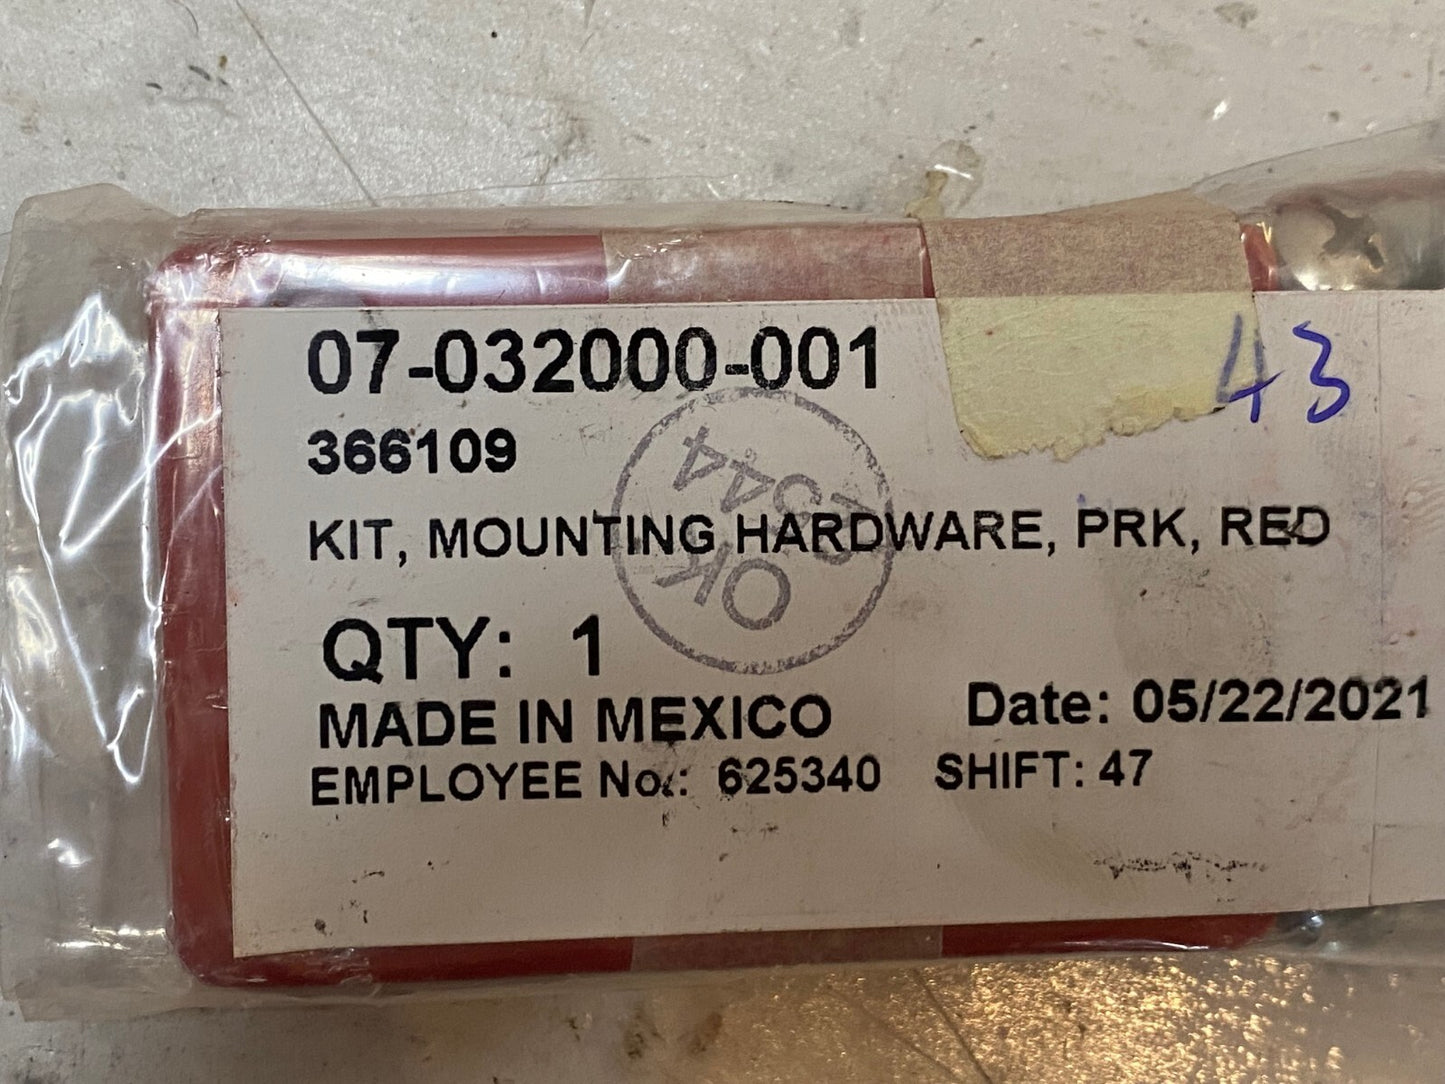 07-032000-001
43
366109
KIT, MOUNTING HARDWARE, PRK, RED
OK
QTY: 1
MADE IN MEXICO
Date: 05/22/2021
EMPLOYEE No.: 625340 SHIFT: 47